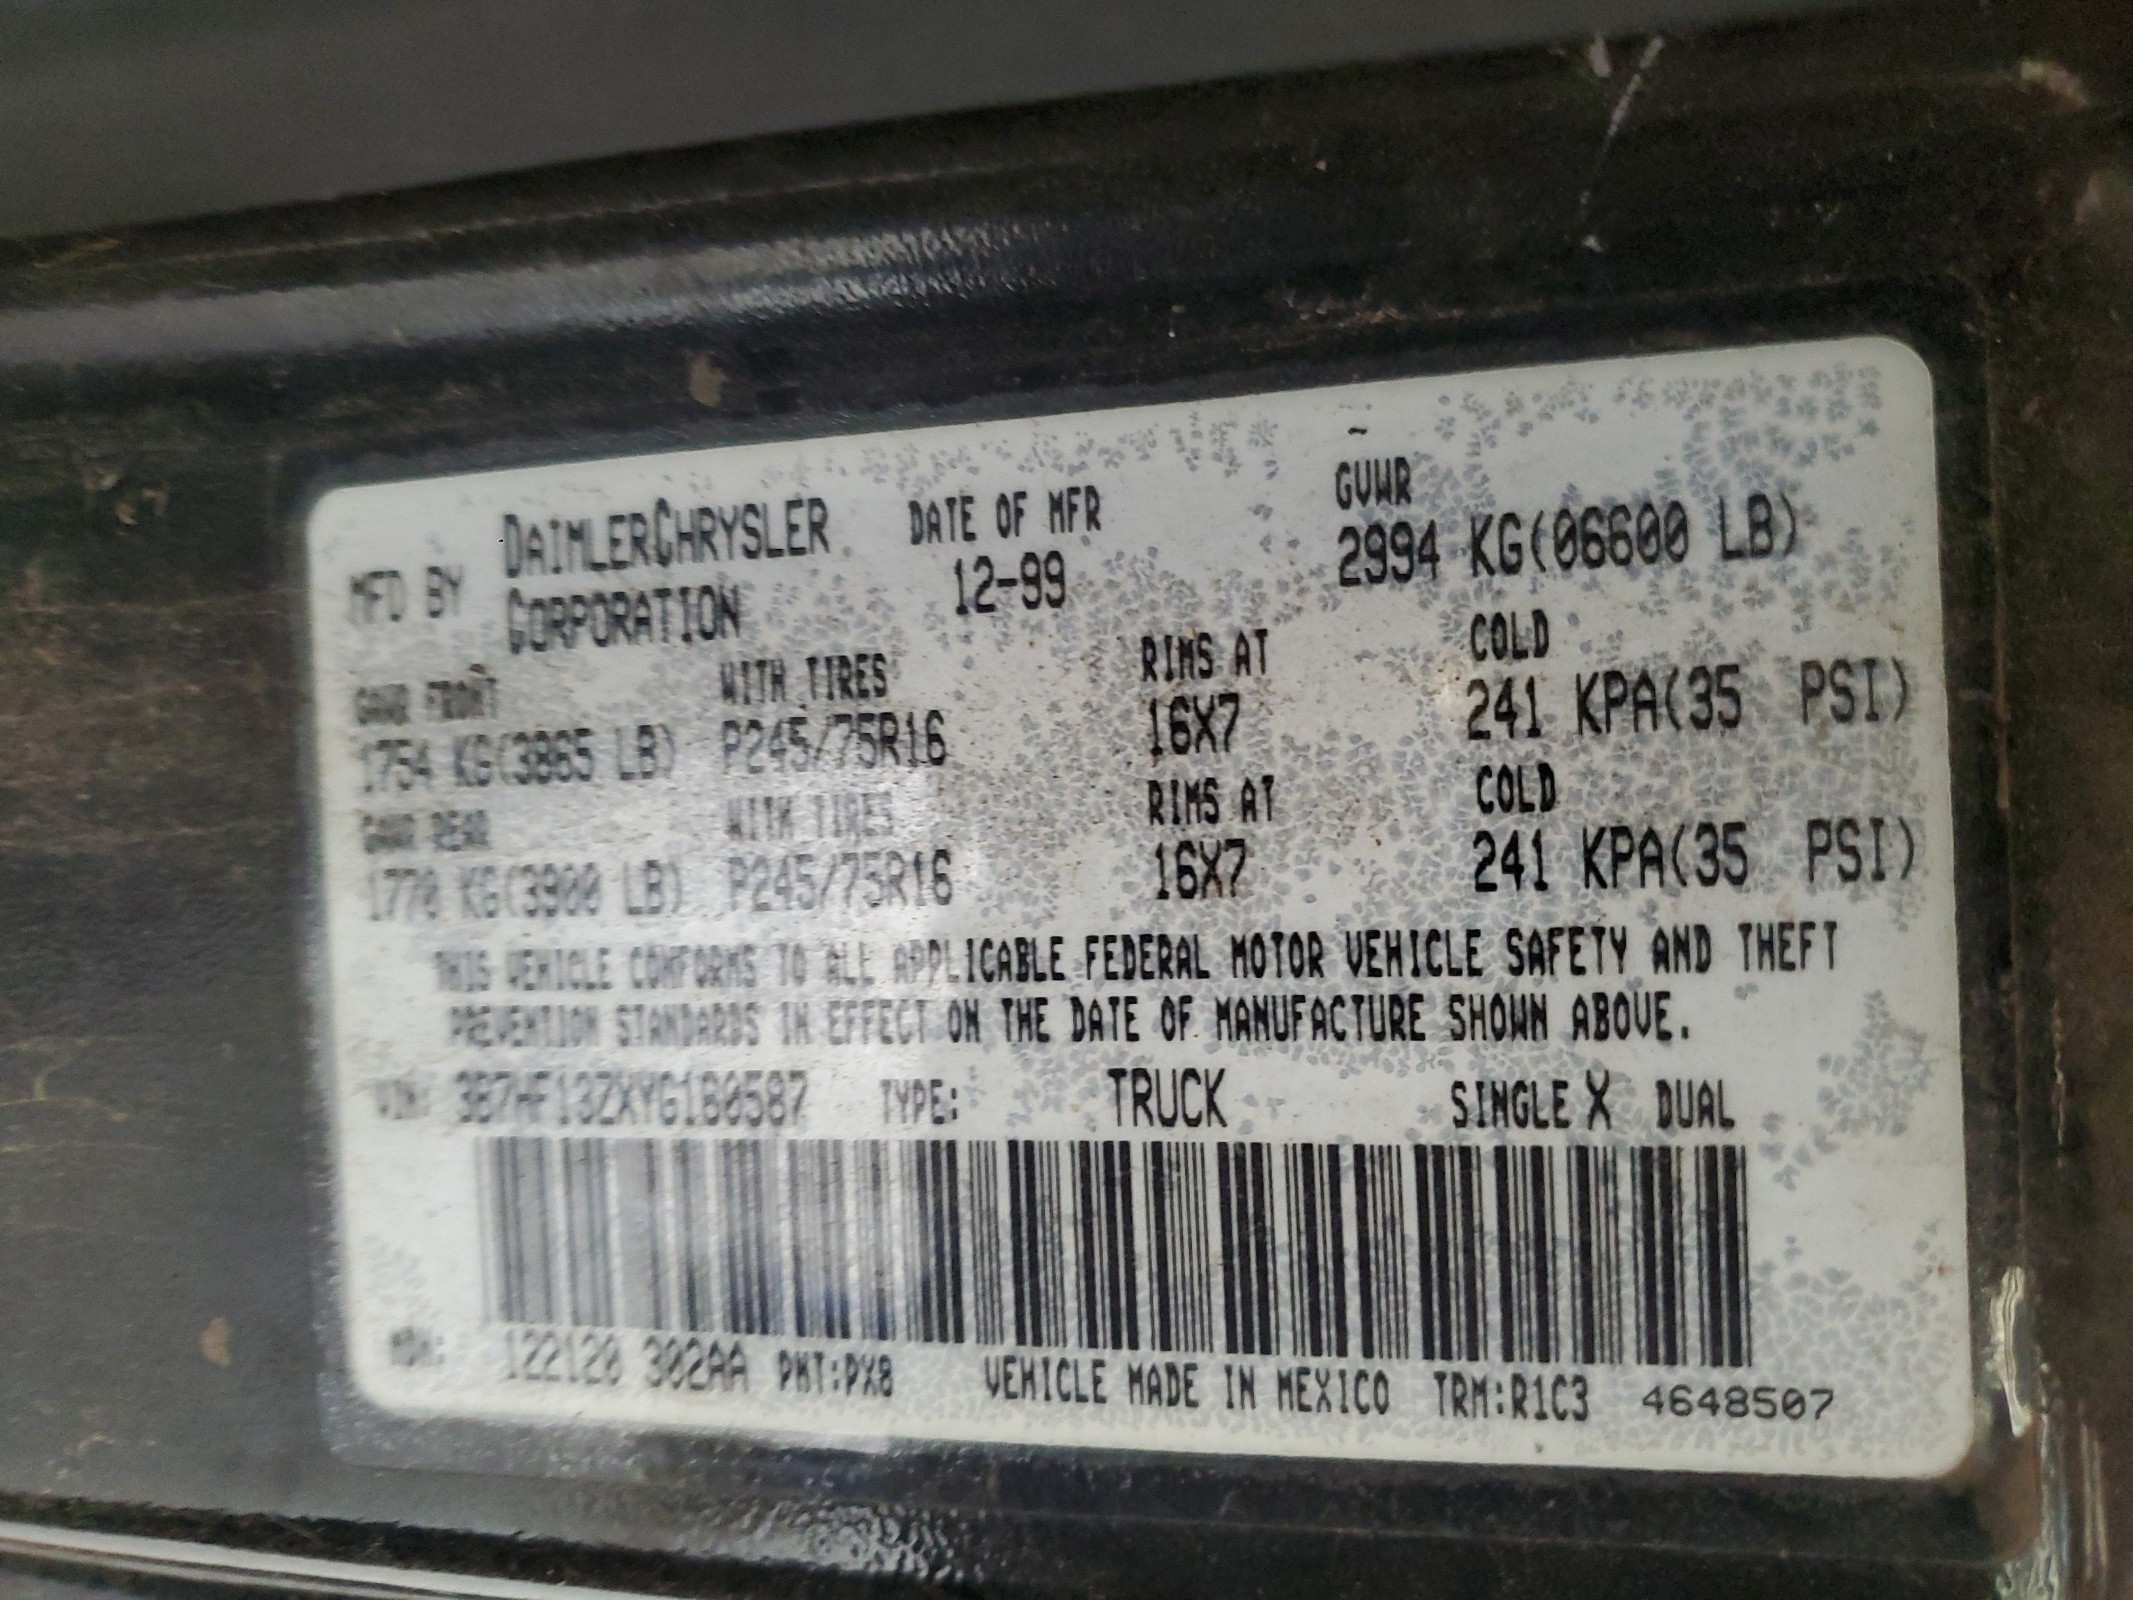 MFD BY DAIMLERCHRYSLER CORPORATION DATE OF MFR 12-99 GVWR 2994 KG(06600 LB)
GAWR FRONT WITH TIRES RIMS AT COLD
1754 KG(3865 LB) P245/75R16 16X7 241 KPA(35 PSI)
GAWR REAR WITH TIRES RIMS AT COLD
1770 KG(3900 LB) P245/75R16 16X7 241 KPA(35 PSI)
THIS VEHICLE CONFORMS TO ALL APPLICABLE FEDERAL MOTOR VEHICLE SAFETY AND THEFT
PREVENTION STANDARDS IN EFFECT ON THE DATE OF MANUFACTURE SHOWN ABOVE.
VIN: 3B7HF13ZXYG1B0587 TYPE: TRUCK SINGLE X DUAL
MDH: 122120 302AA PNT:PX8 VEHICLE MADE IN MEXICO TRM:R1C3 4648507